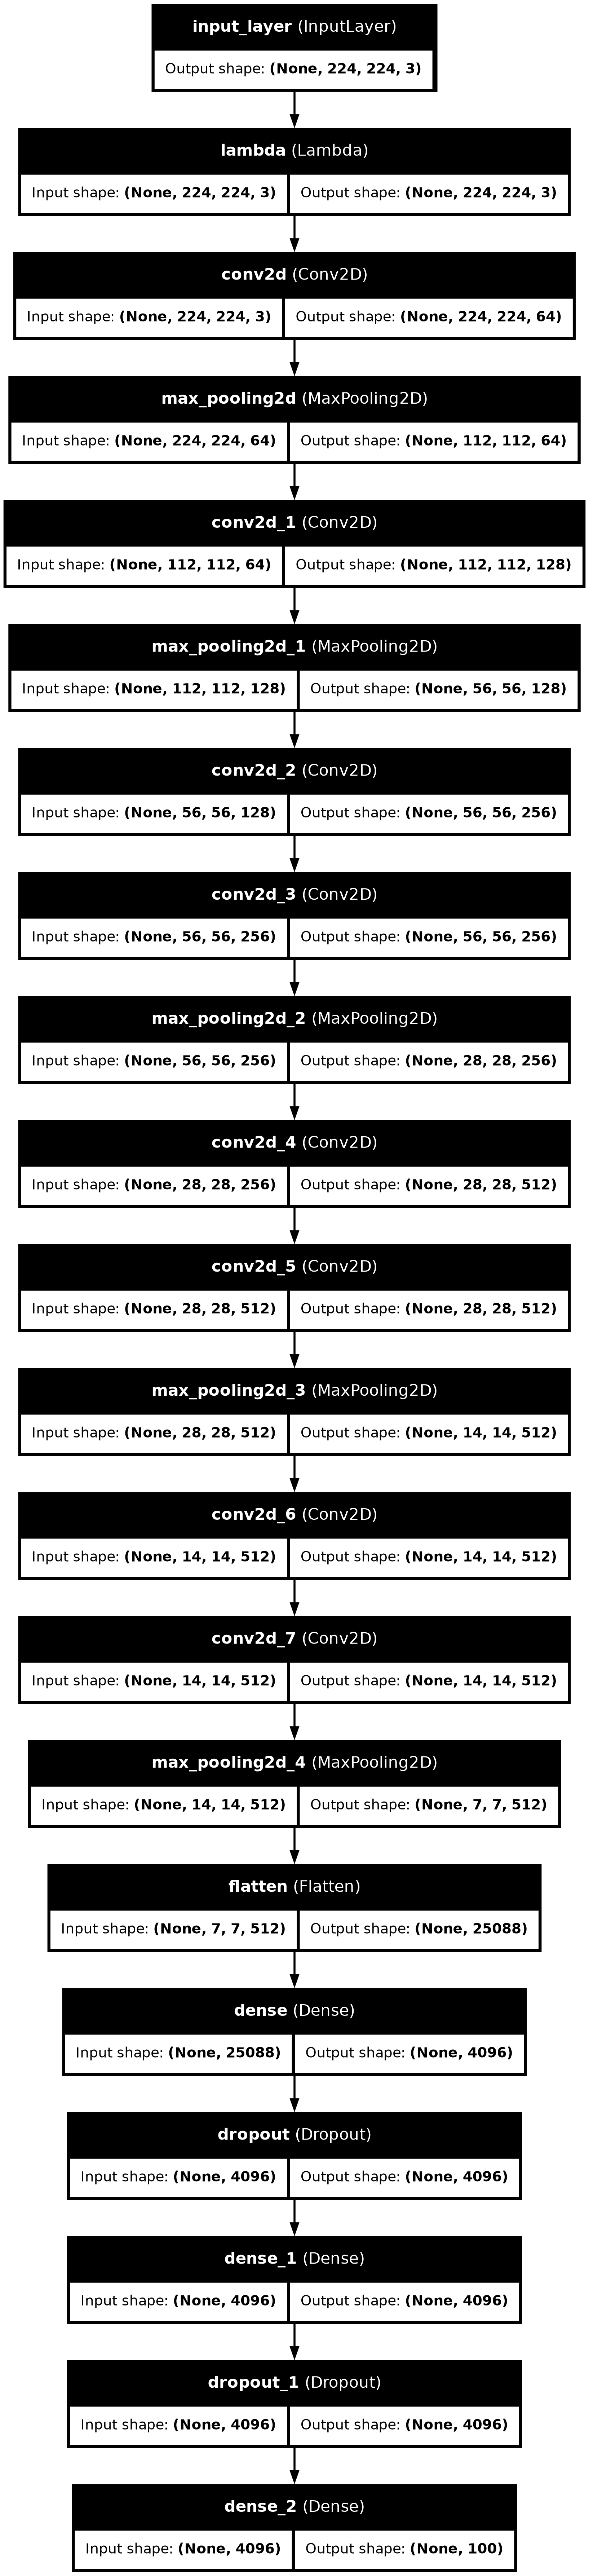 input_layer (InputLayer)
Output shape: (None, 224, 224, 3)
lambda (Lambda)
Input shape: (None, 224, 224, 3) Output shape: (None, 224, 224, 3)
conv2d (Conv2D)
Input shape: (None, 224, 224, 3) Output shape: (None, 224, 224, 64)
max_pooling2d (MaxPooling2D)
Input shape: (None, 224, 224, 64) Output shape: (None, 112, 112, 64)
conv2d_1 (Conv2D)
Input shape: (None, 112, 112, 64) Output shape: (None, 112, 112, 128)
max_pooling2d_1 (MaxPooling2D)
Input shape: (None, 112, 112, 128) Output shape: (None, 56, 56, 128)
conv2d_2 (Conv2D)
Input shape: (None, 56, 56, 128) Output shape: (None, 56, 56, 256)
conv2d_3 (Conv2D)
Input shape: (None, 56, 56, 256) Output shape: (None, 56, 56, 256)
max_pooling2d_2 (MaxPooling2D)
Input shape: (None, 56, 56, 256) Output shape: (None, 28, 28, 256)
conv2d_4 (Conv2D)
Input shape: (None, 28, 28, 256) Output shape: (None, 28, 28, 512)
conv2d_5 (Conv2D)
Input shape: (None, 28, 28, 512) Output shape: (None, 28, 28, 512)
max_pooling2d_3 (MaxPooling2D)
Input shape: (None, 28, 28, 512) Output shape: (None, 14, 14, 512)
conv2d_6 (Conv2D)
Input shape: (None, 14, 14, 512) Output shape: (None, 14, 14, 512)
conv2d_7 (Conv2D)
Input shape: (None, 14, 14, 512) Output shape: (None, 14, 14, 512)
max_pooling2d_4 (MaxPooling2D)
Input shape: (None, 14, 14, 512) Output shape: (None, 7, 7, 512)
flatten (Flatten)
Input shape: (None, 7, 7, 512) Output shape: (None, 25088)
dense (Dense)
Input shape: (None, 25088) Output shape: (None, 4096)
dropout (Dropout)
Input shape: (None, 4096) Output shape: (None, 4096)
dense_1 (Dense)
Input shape: (None, 4096) Output shape: (None, 4096)
dropout_1 (Dropout)
Input shape: (None, 4096) Output shape: (None, 4096)
dense_2 (Dense)
Input shape: (None, 4096) Output shape: (None, 100)